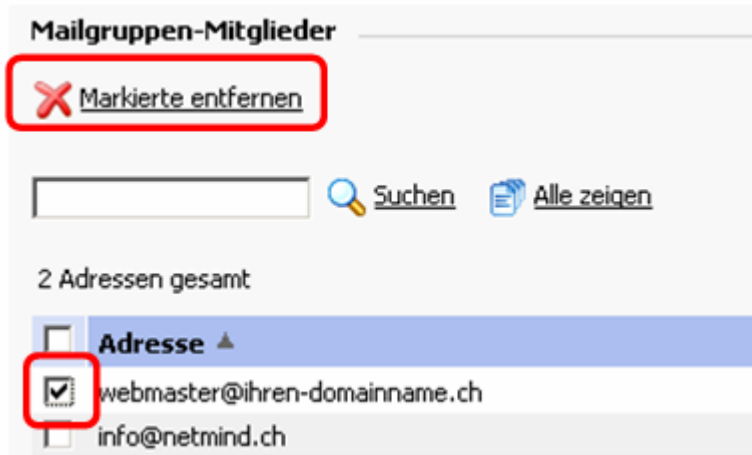 Mailgruppen-Mitglieder
Markierte entfernen
Suchen Alle zeigen
2 Adressen gesamt
Adresse
webmaster@ihren-domainname.ch
info@netmind.ch